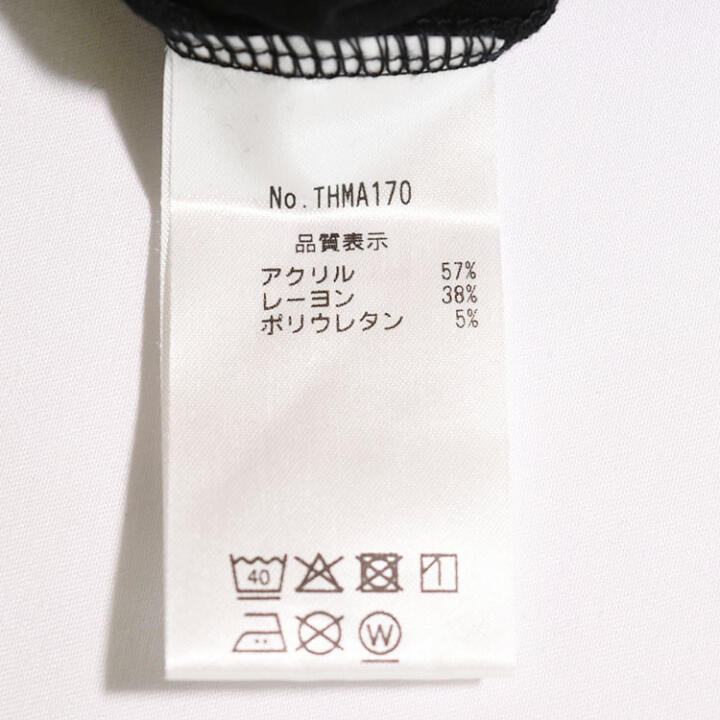 No.THMA170
品質表示
アクリル 57%
レーヨン 38%
ポリウレタン 5%
40
W